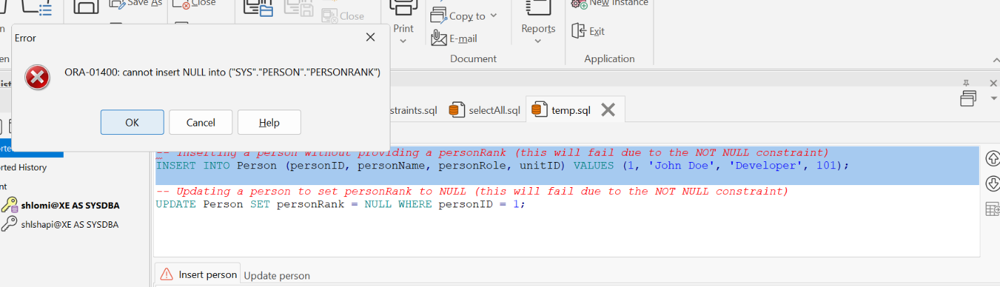 Save As
Close
Close
Print
Copy to
E-mail
Document
Reports
New Instance
Exit
Application
Error
ORA-01400: cannot insert NULL into ("SYS"."PERSON"."PERSONRANK")
OK
Cancel
Help
straints.sql
selectAll.sql
temp.sql
-- Inserting a person without providing a personRank (this will fail due to the NOT NULL constraint)
INSERT INTO Person (personID, personName, personRole, unitID) VALUES (1, 'John Doe', 'Developer', 101);
-- Updating a person to set personRank to NULL (this will fail due to the NOT NULL constraint)
UPDATE Person SET personRank = NULL WHERE personID = 1;
rted History
nt
shlomi@XE AS SYSDBA
shlshapi@XE AS SYSDBA
Insert person
Update person